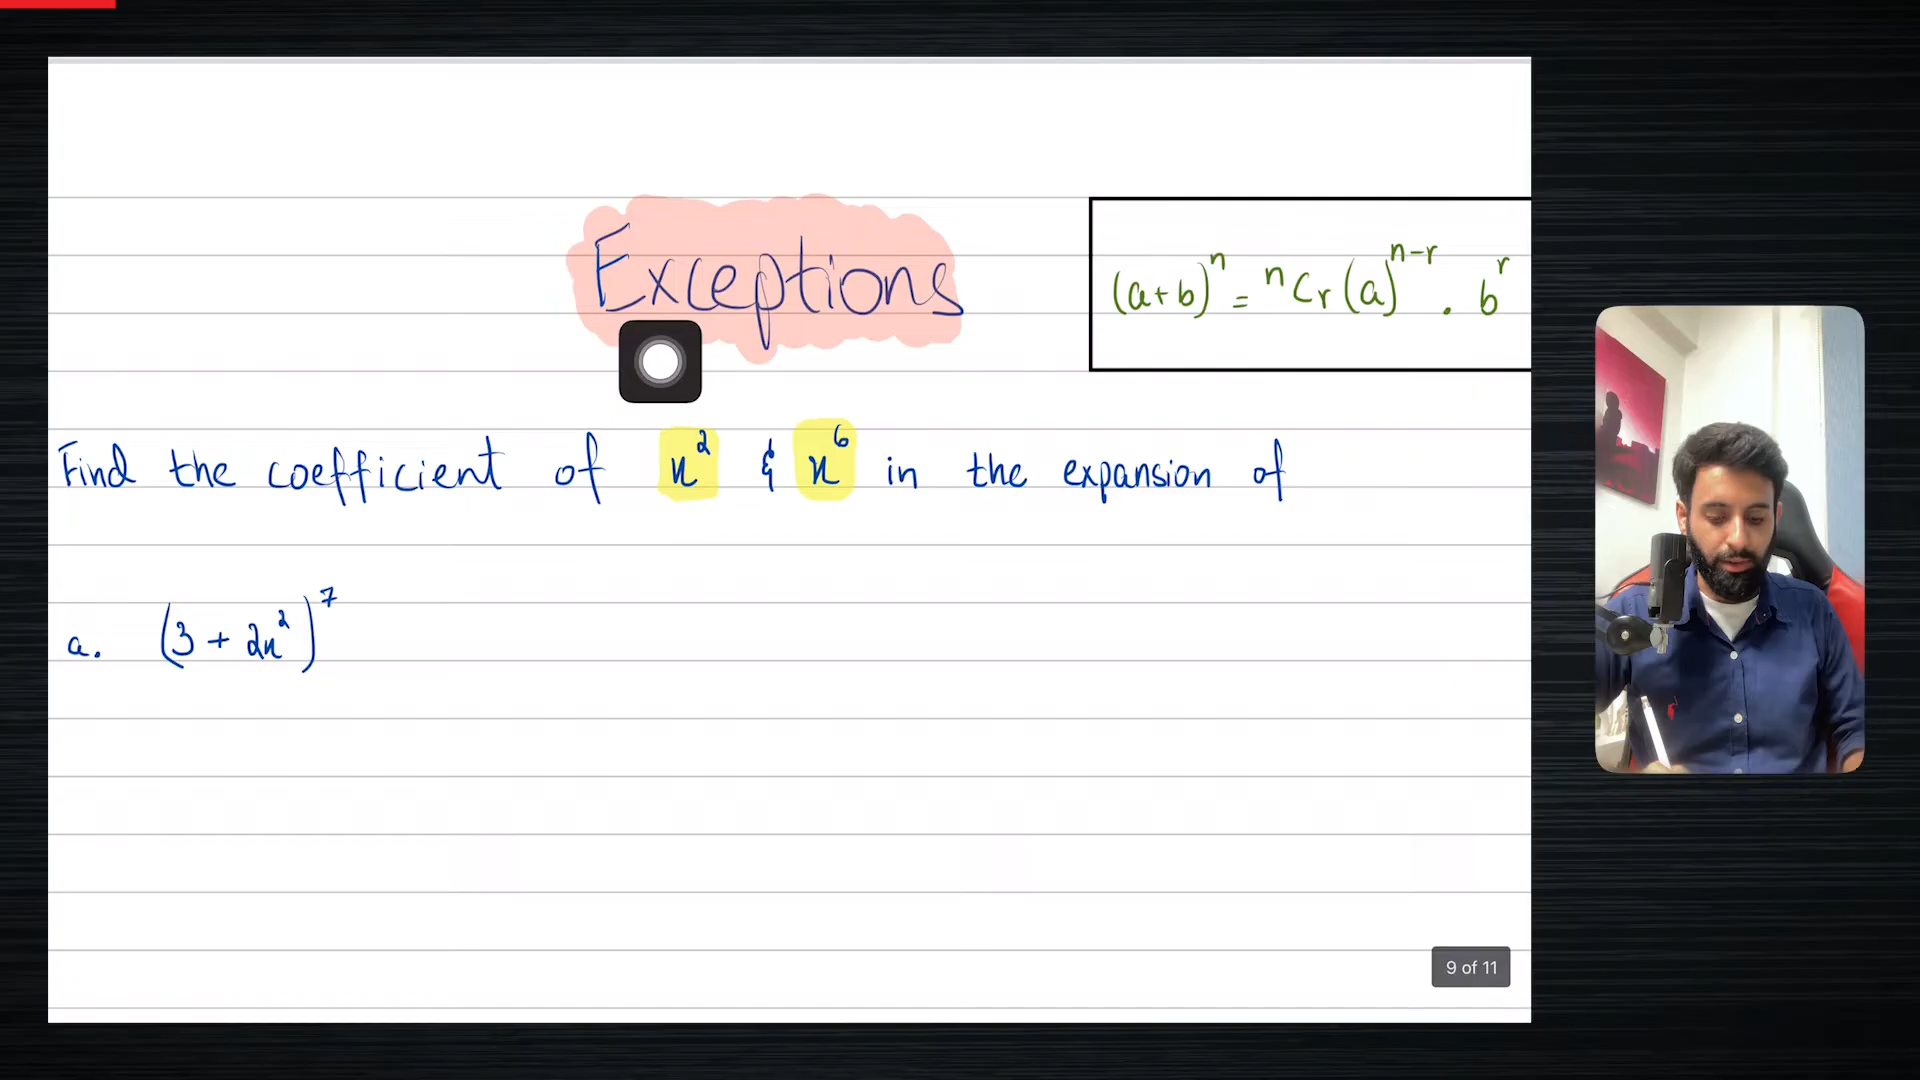 Exceptions
(a+b)ⁿ = ⁿCr (a)ⁿ⁻ʳ . bʳ
Find the coefficient of x² & x⁶ in the expansion of
a. (3 + 2x²)⁷
9 of 11